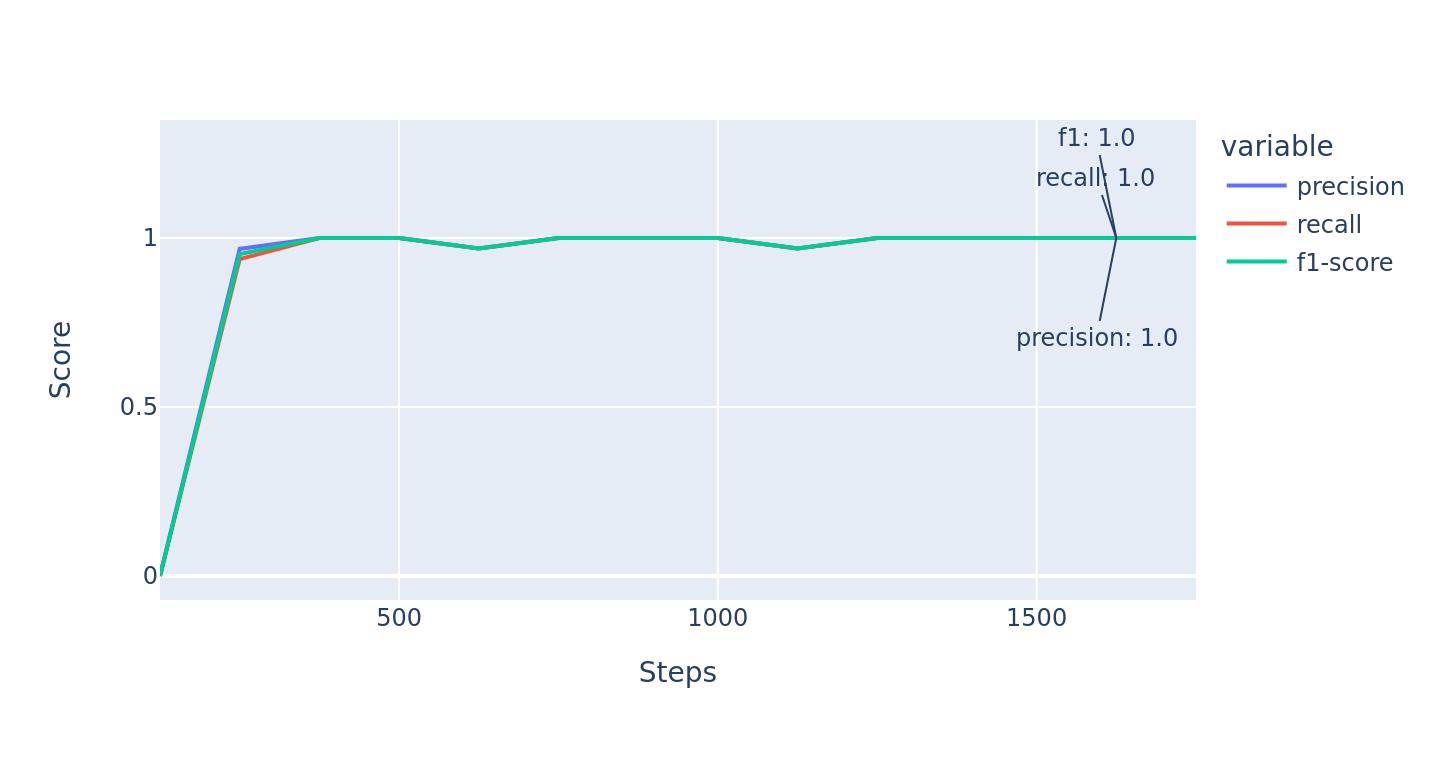 f1: 1.0
recall: 1.0
precision: 1.0
variable
precision
recall
f1-score
1
0.5
0
Score
500
1000
1500
Steps